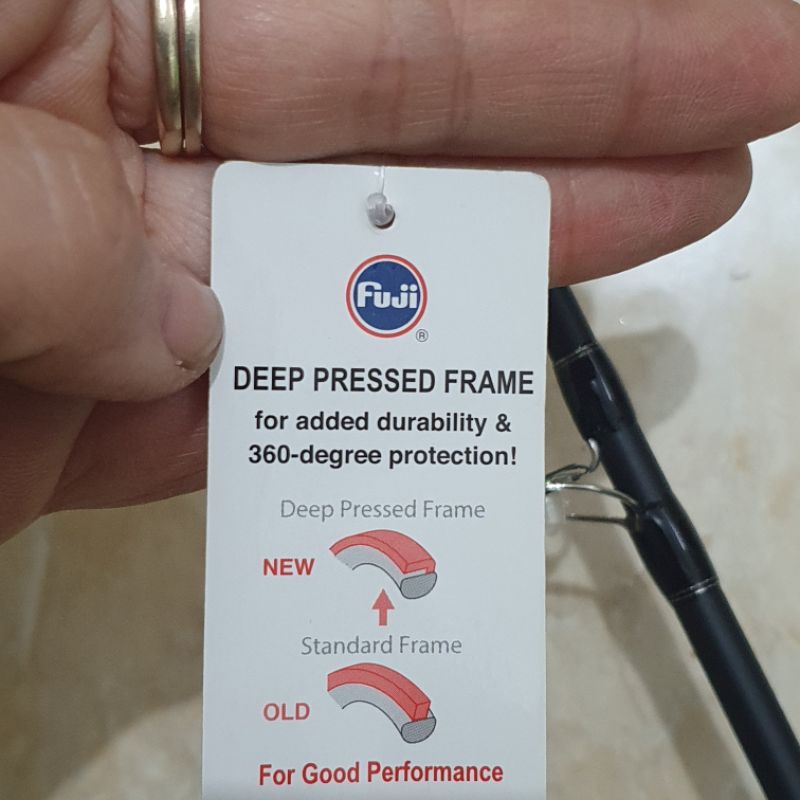 Fuji
®
DEEP PRESSED FRAME
for added durability &
360-degree protection!
Deep Pressed Frame
NEW
Standard Frame
OLD
For Good Performance